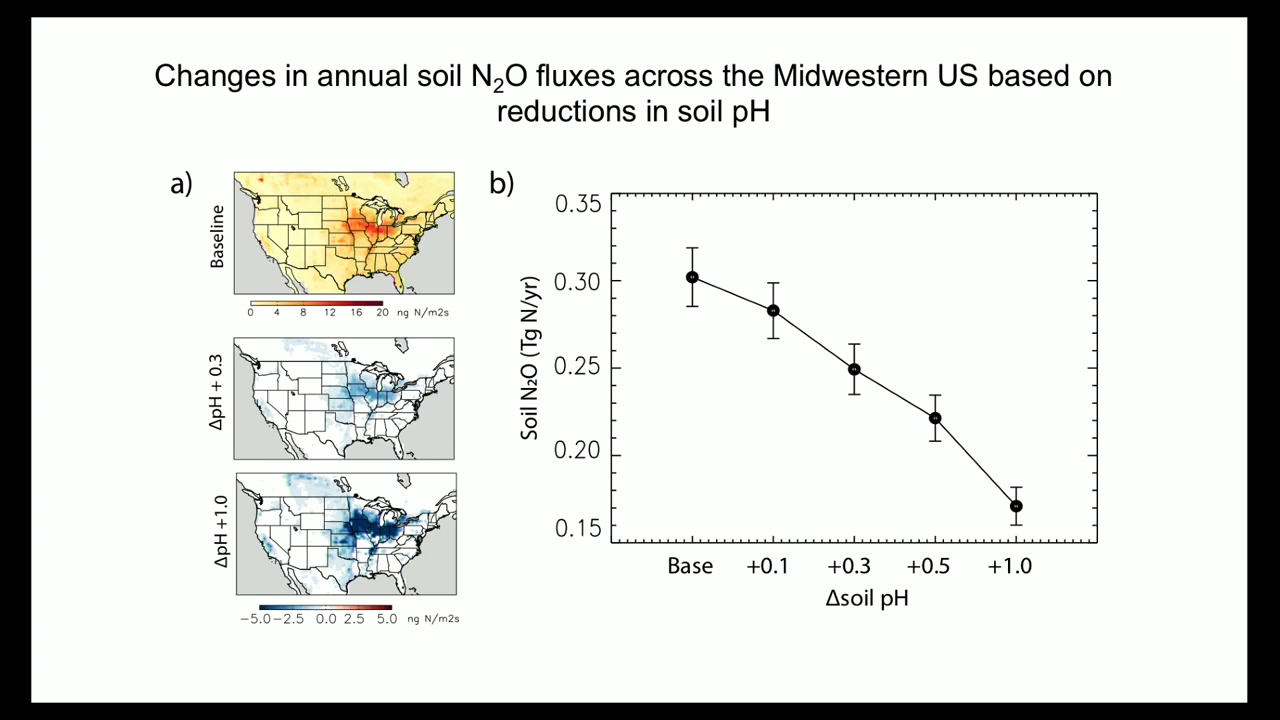 Changes in annual soil N₂O fluxes across the Midwestern US based on
reductions in soil pH
a)
Baseline
0 4 8 12 16 20 ng N/m2s
ΔpH + 0.3
ΔpH +1.0
−5.0 −2.5 0.0 2.5 5.0 ng N/m2s
b)
Soil N₂O (Tg N/yr)
0.35
0.30
0.25
0.20
0.15
Base +0.1 +0.3 +0.5 +1.0
Δsoil pH